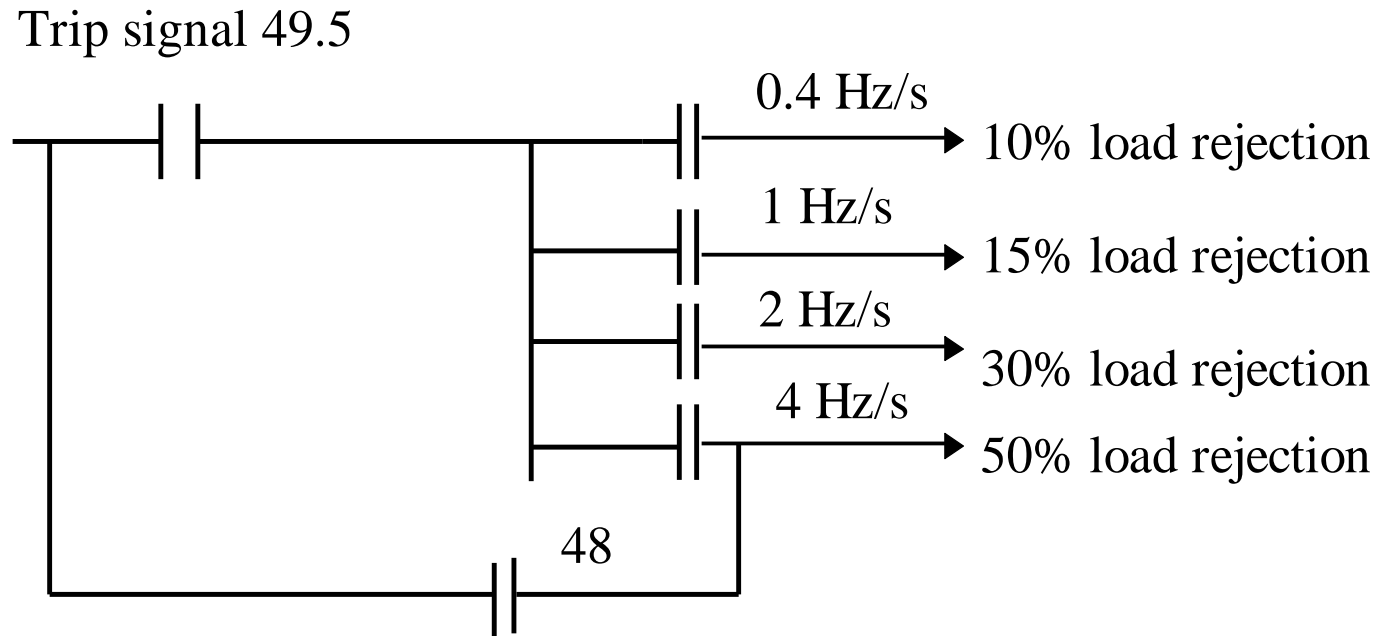 Trip signal 49.5
0.4 Hz/s
10% load rejection
1 Hz/s
15% load rejection
2 Hz/s
30% load rejection
4 Hz/s
50% load rejection
48